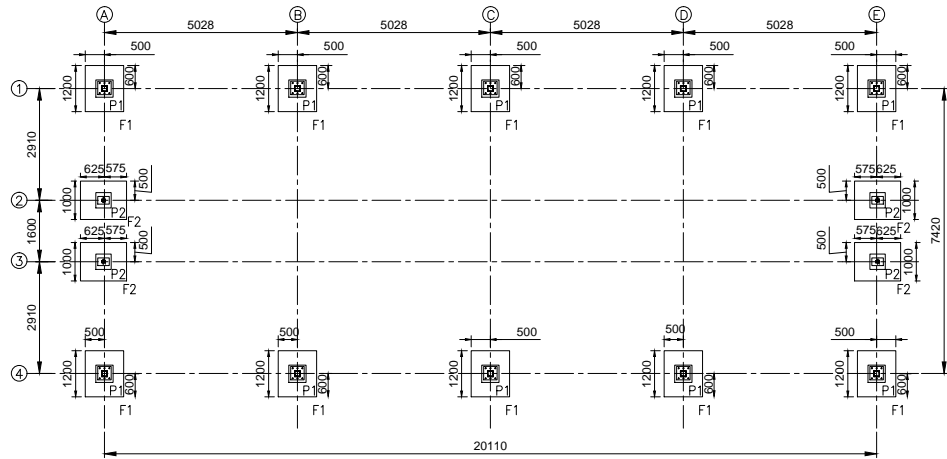 A B C D E
5028 5028 5028 5028
500 500 500 500 500
1 1200 600 1200 600 1200 600 1200 600 1200 600
P1 P1 P1 P1 P1
F1 F1 F1 F1 F1
2910 7420
625 575 500 500 575 625
2 1000 P2 P2 1000
F2 F2
1600
625 575 500 500 575 625
3 1000 P2 P2 1000
F2 F2
2910
500 500 500 500 500
4 1200 600 1200 600 1200 600 1200 600 1200 600
P1 P1 P1 P1 P1
F1 F1 F1 F1 F1
20110